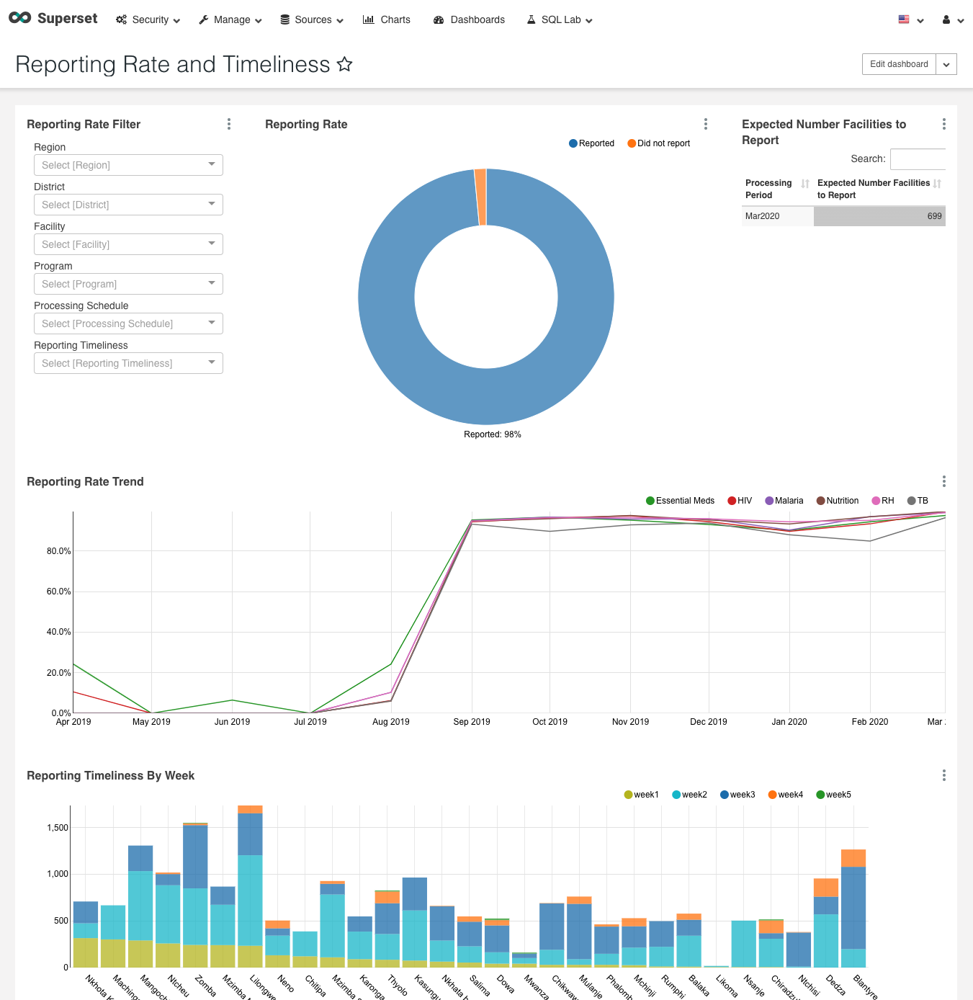 Superset Security Manage Sources Charts Dashboards SQL Lab
Reporting Rate and Timeliness
Edit dashboard
Reporting Rate Filter
Region
Select [Region]
District
Select [District]
Facility
Select [Facility]
Program
Select [Program]
Processing Schedule
Select [Processing Schedule]
Reporting Timeliness
Select [Reporting Timeliness]
Reporting Rate
Reported Did not report
Reported: 98%
Expected Number Facilities to
Report
Search:
Processing
Period
Expected Number Facilities
to Report
Mar2020 699
Reporting Rate Trend
Essential Meds HIV Malaria Nutrition RH TB
80.0%
60.0%
40.0%
20.0%
0.0%
Apr 2019 May 2019 Jun 2019 Jul 2019 Aug 2019 Sep 2019 Oct 2019 Nov 2019 Dec 2019 Jan 2020 Feb 2020 Mar
Reporting Timeliness By Week
week1 week2 week3 week4 week5
1,500
1,000
500
0
Nkhota K Machinga Mangoch Ntcheu Zomba Mzimba Lilongwe Neno Chitipa Mzimba Karonga Thyolo Kasungu Nkhata b Salima Dowa Mwanza Chikwaw Mulanje Phalomb Mchinji Rumphi Balaka Likoma Nsanje Chiradzul Ntchisi Dedza Blantyre